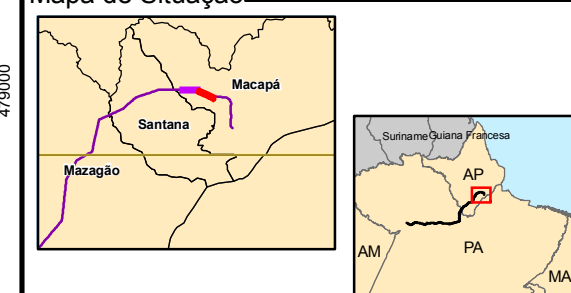 Mapa de Situação
479000
Macapá
Santana
Mazagão
Suriname
Guiana Francesa
AP
AM
PA
MA